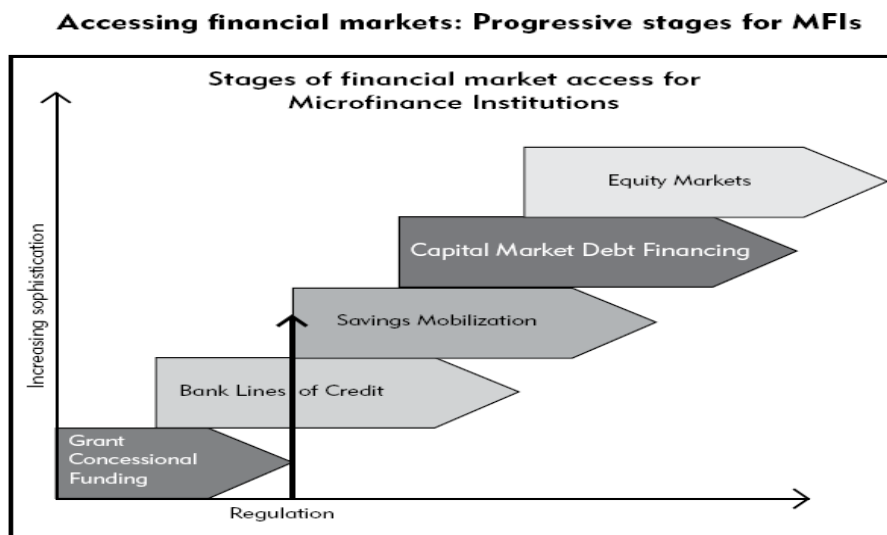 Accessing financial markets: Progressive stages for MFIs
Stages of financial market access for
Microfinance Institutions
Equity Markets
Capital Market Debt Financing
Savings Mobilization
Bank Lines of Credit
Grant
Concessional
Funding
Increasing sophistication
Regulation